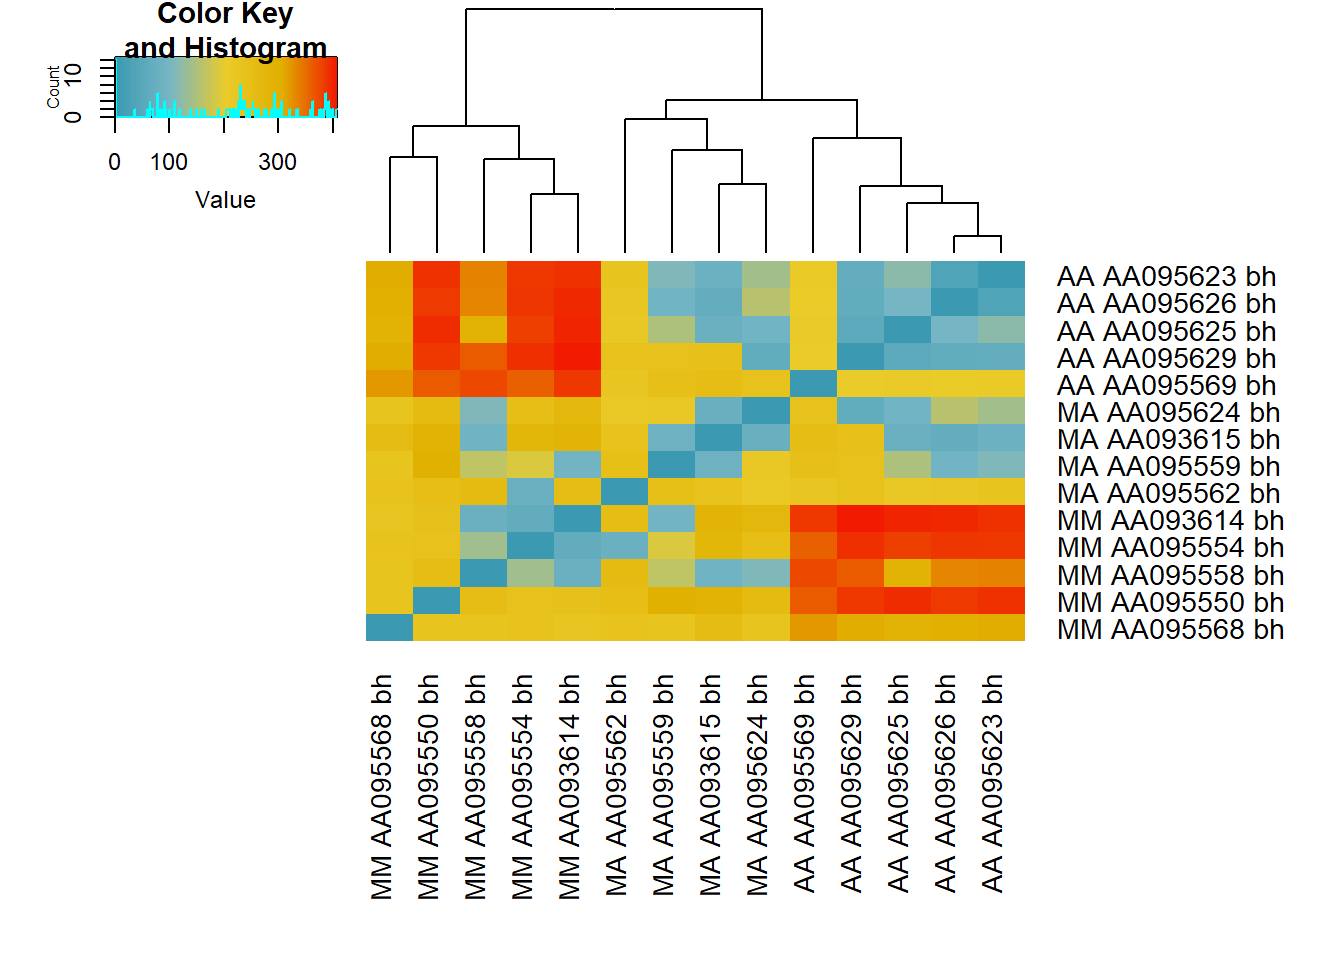 Color Key
and Histogram
Count
0 10
0 100 300
Value
AA AA095623 bh
AA AA095626 bh
AA AA095625 bh
AA AA095629 bh
AA AA095569 bh
MA AA095624 bh
MA AA093615 bh
MA AA095559 bh
MA AA095562 bh
MM AA093614 bh
MM AA095554 bh
MM AA095558 bh
MM AA095550 bh
MM AA095568 bh
MM AA095568 bh
MM AA095550 bh
MM AA095558 bh
MM AA095554 bh
MM AA093614 bh
MA AA095562 bh
MA AA095559 bh
MA AA093615 bh
MA AA095624 bh
AA AA095569 bh
AA AA095629 bh
AA AA095625 bh
AA AA095626 bh
AA AA095623 bh